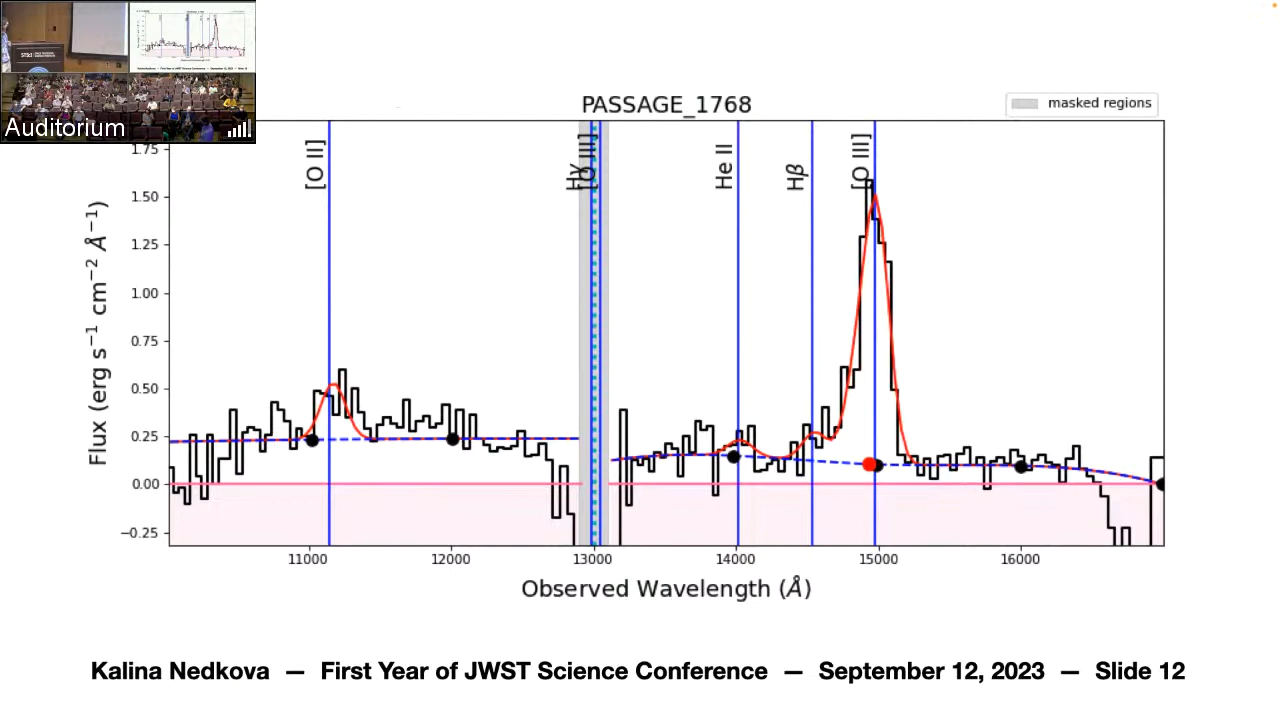 Auditorium
PASSAGE_1768
masked regions
[O II]
Hγ
[O III]
He II
Hβ
[O III]
1.75
1.50
1.25
1.00
0.75
0.50
0.25
0.00
−0.25
Flux (erg s⁻¹ cm⁻² Å⁻¹)
11000 12000 13000 14000 15000 16000
Observed Wavelength (Å)
Kalina Nedkova — First Year of JWST Science Conference — September 12, 2023 — Slide 12